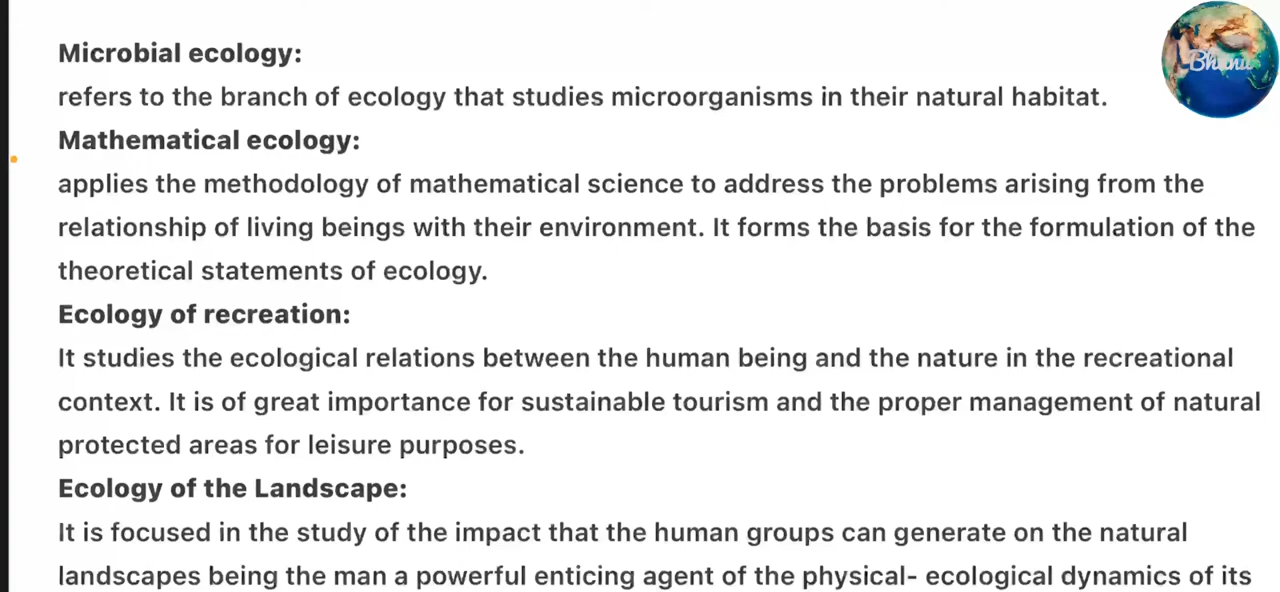 Microbial ecology:
refers to the branch of ecology that studies microorganisms in their natural habitat.
Mathematical ecology:
applies the methodology of mathematical science to address the problems arising from the
relationship of living beings with their environment. It forms the basis for the formulation of the
theoretical statements of ecology.
Ecology of recreation:
It studies the ecological relations between the human being and the nature in the recreational
context. It is of great importance for sustainable tourism and the proper management of natural
protected areas for leisure purposes.
Ecology of the Landscape:
It is focused in the study of the impact that the human groups can generate on the natural
landscapes being the man a powerful enticing agent of the physical- ecological dynamics of its
Bhanu